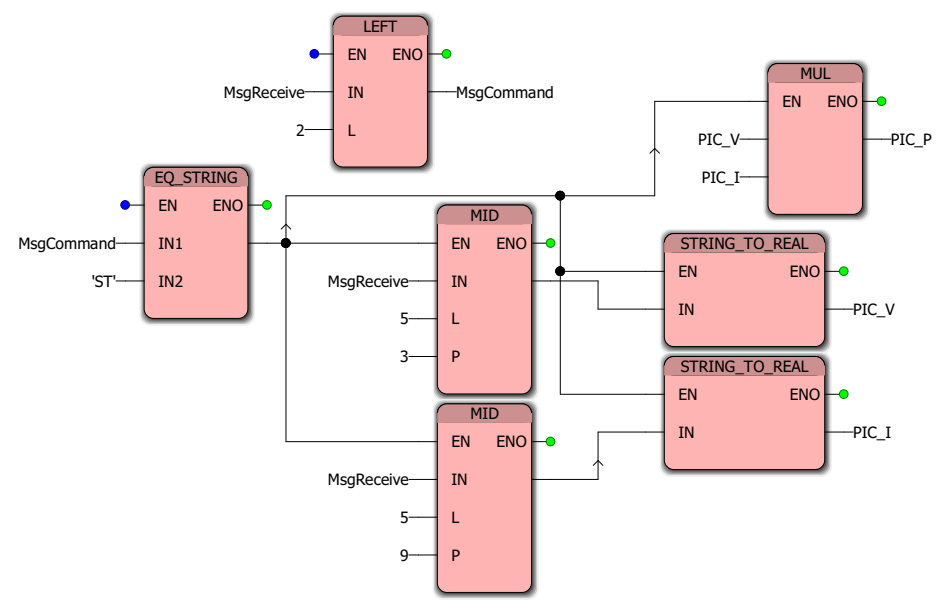 LEFT
EN ENO
MsgReceive IN MsgCommand
2 L
MUL
EN ENO
PIC_V PIC_P
PIC_I
EQ_STRING
EN ENO
MsgCommand IN1
'ST' IN2
MID
EN ENO
MsgReceive IN
5 L
3 P
STRING_TO_REAL
EN ENO
IN PIC_V
STRING_TO_REAL
EN ENO
IN PIC_I
MID
EN ENO
MsgReceive IN
5 L
9 P